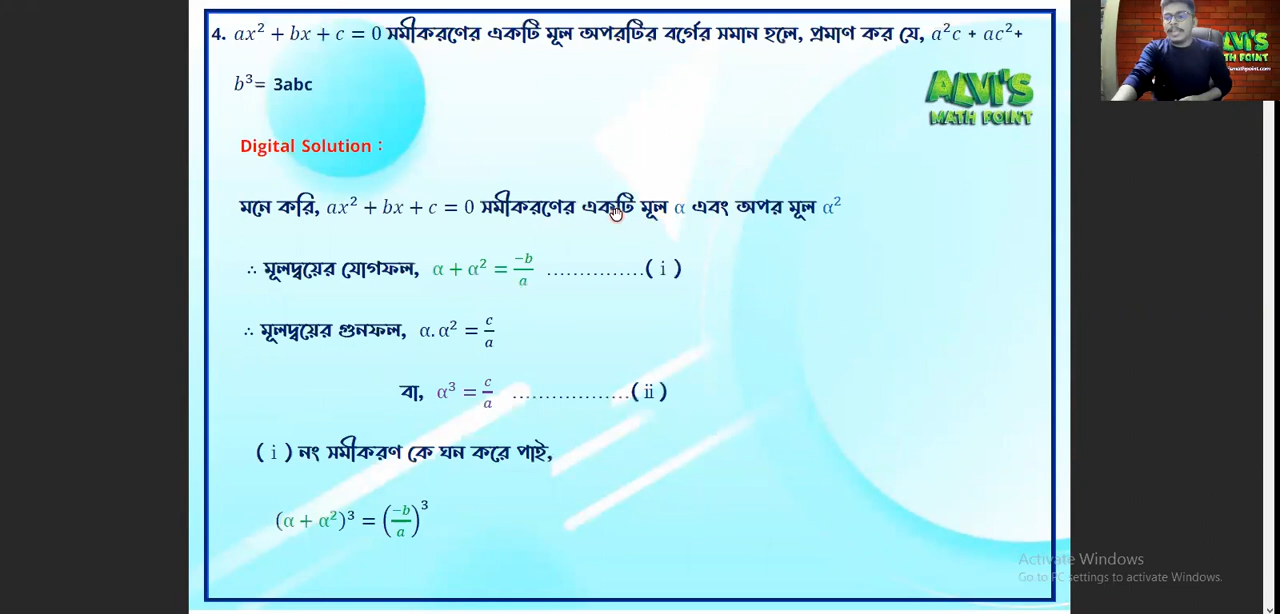 4. ax² + bx + c = 0 সমীকরণের একটি মূল অপরটির বর্গের সমান হলে, প্রমাণ কর যে, a²c + ac²+
b³= 3abc
ALVI'S
MATH POINT
Digital Solution :
মনে করি, ax² + bx + c = 0 সমীকরণের একটি মূল α এবং অপর মূল α²
∴ মূলদ্বয়ের যোগফল, α + α² = -b/a ...............( i )
∴ মূলদ্বয়ের গুনফল, α. α² = c/a
বা, α³ = c/a ..................( ii )
( i ) নং সমীকরণ কে ঘন করে পাই,
(α + α²)³ = (-b/a)³
Activate Windows
Go to PC settings to activate Windows.